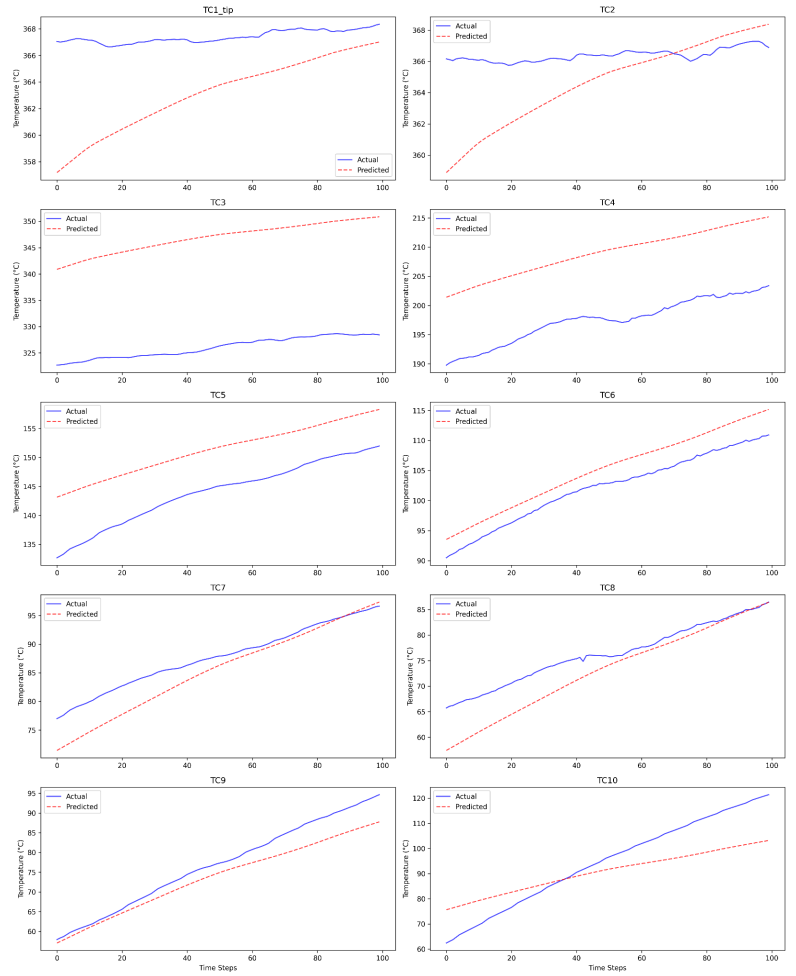 TC1_tip
TC2
Temperature (°C)
368
366
364
362
360
358
Actual
Predicted
0 20 40 60 80 100
Temperature (°C)
368
366
364
362
360
Actual
Predicted
0 20 40 60 80 100
TC3
TC4
Temperature (°C)
350
345
340
335
330
325
Actual
Predicted
0 20 40 60 80 100
Temperature (°C)
215
210
205
200
195
190
Actual
Predicted
0 20 40 60 80 100
TC5
TC6
Temperature (°C)
155
150
145
140
135
Actual
Predicted
0 20 40 60 80 100
Temperature (°C)
115
110
105
100
95
90
Actual
Predicted
0 20 40 60 80 100
TC7
TC8
Temperature (°C)
95
90
85
80
75
Actual
Predicted
0 20 40 60 80 100
Temperature (°C)
85
80
75
70
65
60
Actual
Predicted
0 20 40 60 80 100
TC9
TC10
Temperature (°C)
95
90
85
80
75
70
65
60
Actual
Predicted
0 20 40 60 80 100
Time Steps
Temperature (°C)
120
110
100
90
80
70
60
Actual
Predicted
0 20 40 60 80 100
Time Steps